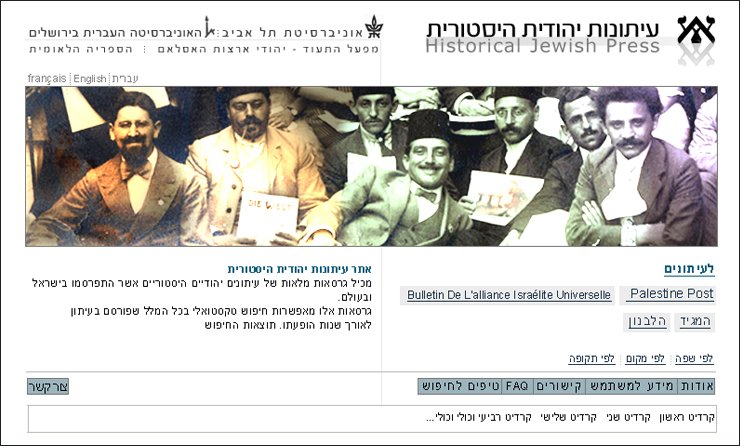 עיתונות יהודית היסטורית
Historical Jewish Press
אוניברסיטת תל אביב
האוניברסיטה העברית בירושלים
מפעל התעוד - יהודי ארצות האסלאם ⁝ הספריה הלאומית
français English עברית
DIE WELT
לעיתונים
Palestine Post
Bulletin De L'alliance Israélite Universelle
המגיד
הלבנון
לפי שפה לפי מקום לפי תקופה
אתר עיתונות יהודית היסטורית
מכיל גרסאות מלאות של עיתונים יהודיים היסטוריים אשר התפרסמו בישראל
ובעולם.
גרסאות אלו מאפשרות חיפוש טקסטואלי בכל המלל שפורסם בעיתון
לאורך שנות הופעתו. תוצאות החיפוש
אודות מידע למשתמש קישורים FAQ טיפים לחיפוש
צור קשר
קרדיט ראשון קרדיט שני קרדיט שלישי קרדיט רביעי וכולי וכולי...